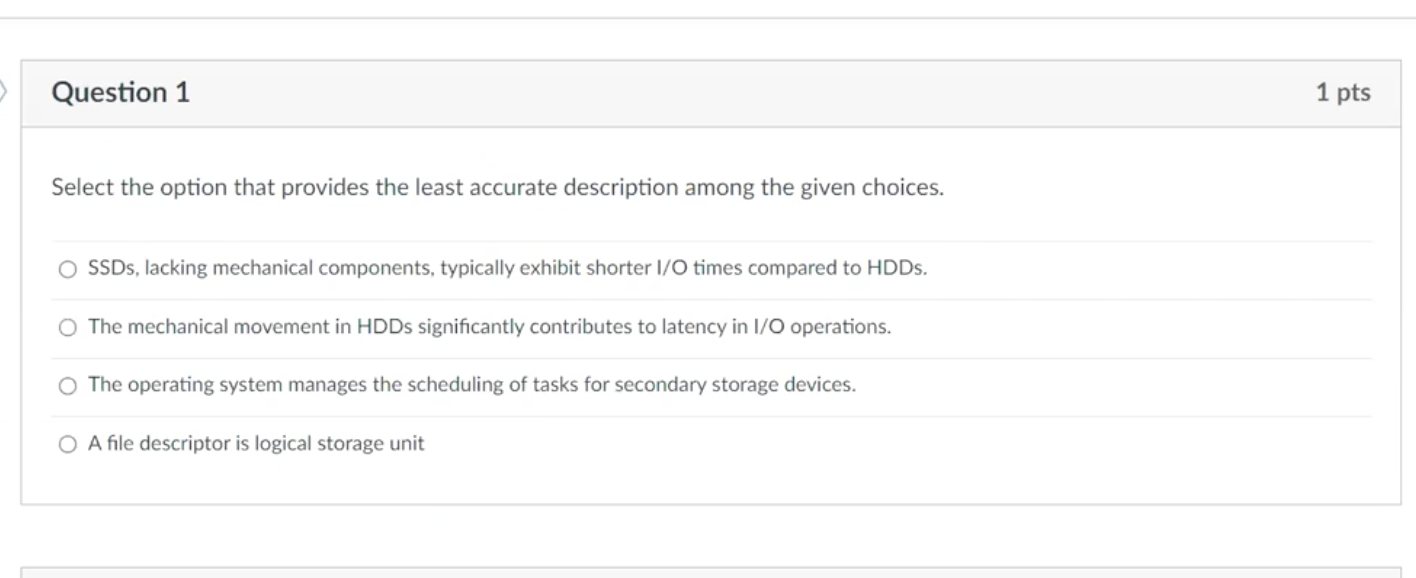 Question 1
1 pts
Select the option that provides the least accurate description among the given choices.
SSDs, lacking mechanical components, typically exhibit shorter I/O times compared to HDDs.
The mechanical movement in HDDs significantly contributes to latency in I/O operations.
The operating system manages the scheduling of tasks for secondary storage devices.
A file descriptor is logical storage unit